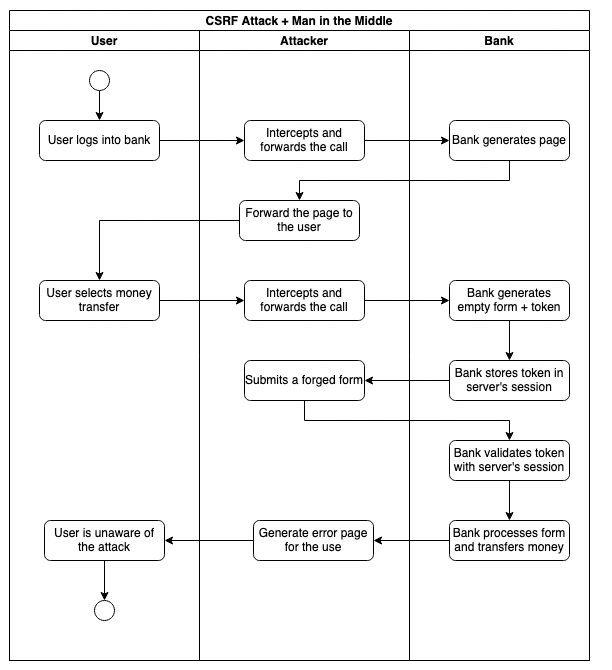 CSRF Attack + Man in the Middle
User
Attacker
Bank
User logs into bank
Intercepts and
forwards the call
Bank generates page
Forward the page to
the user
User selects money
transfer
Intercepts and
forwards the call
Bank generates
empty form + token
Submits a forged form
Bank stores token in
server's session
Bank validates token
with server's session
User is unaware of
the attack
Generate error page
for the use
Bank processes form
and transfers money